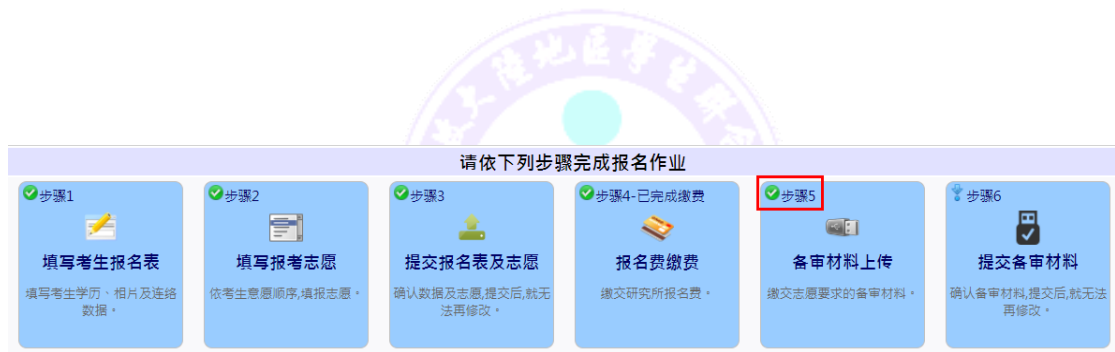 大陸地區學生
请依下列步骤完成报名作业
步骤1
填写考生报名表
填写考生学历、相片及连络
数据。
步骤2
填写报考志愿
依考生意愿顺序,填报志愿。
步骤3
提交报名表及志愿
确认数据及志愿,提交后,就无
法再修改。
步骤4-已完成缴费
报名费缴费
缴交研究所报名费。
步骤5
备审材料上传
缴交志愿要求的备审材料。
步骤6
提交备审材料
确认备审材料,提交后,就无法
再修改。